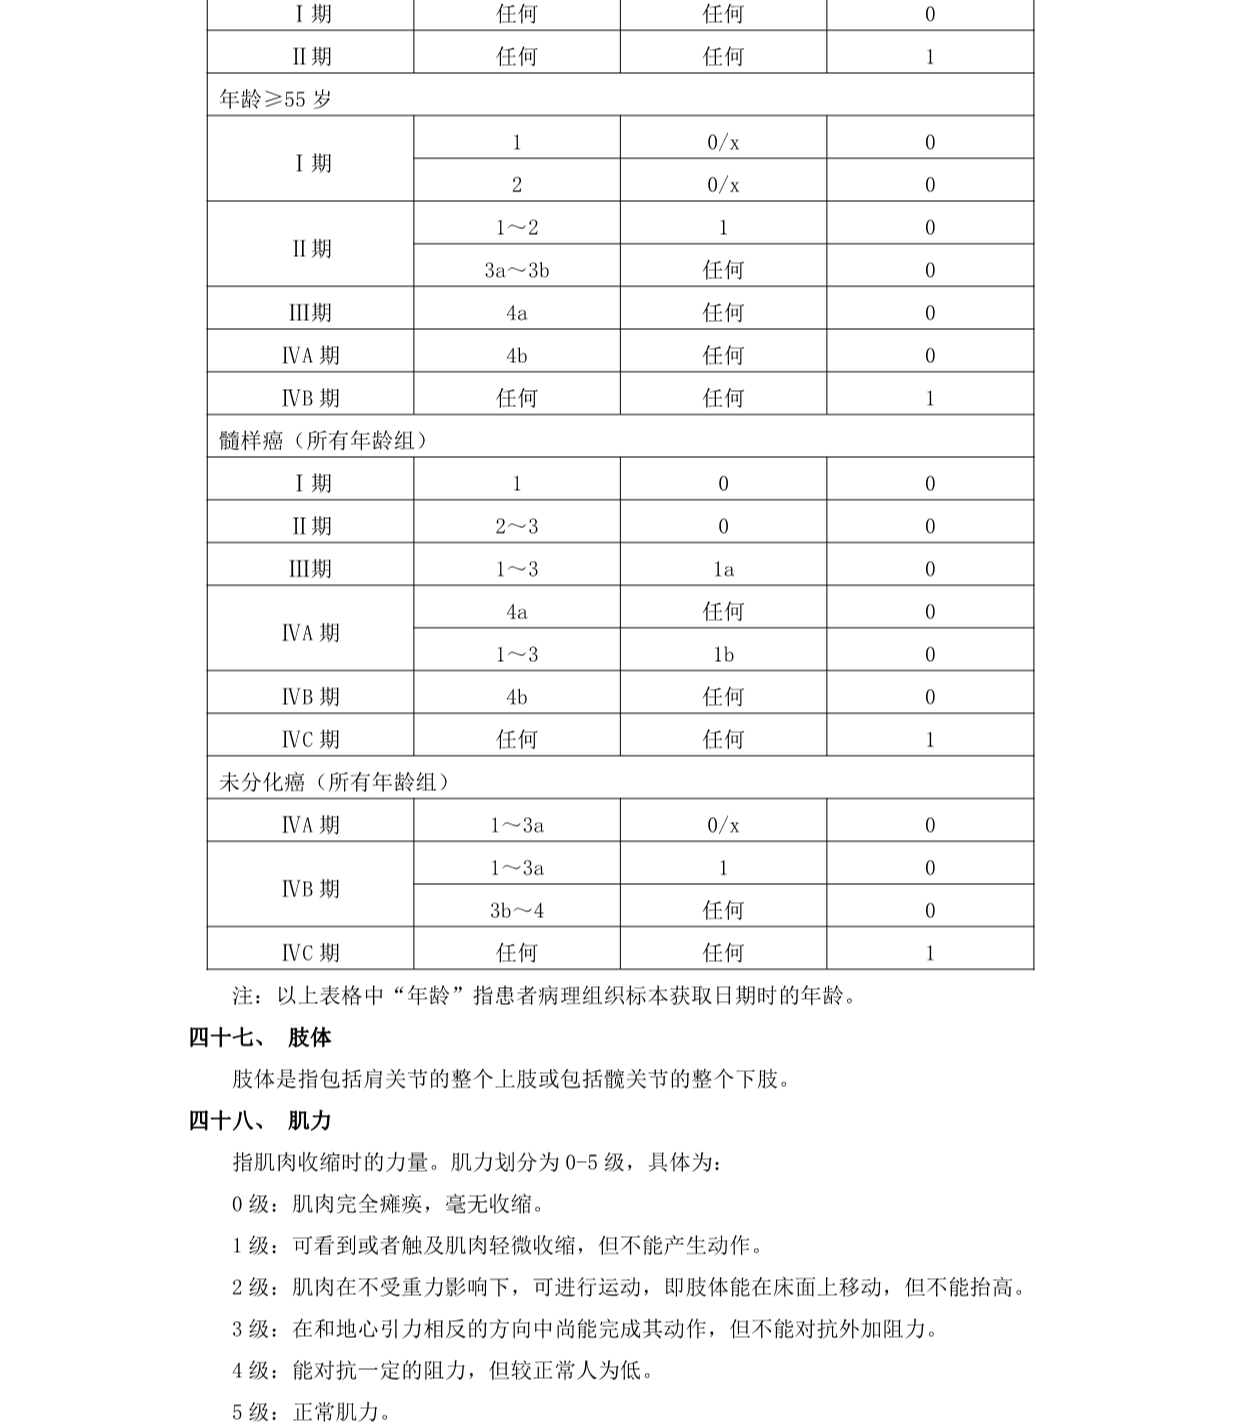 Ⅰ期 任何 任何 0
Ⅱ期 任何 任何 1
年龄≥55 岁
Ⅰ期 1 0/x 0
2 0/x 0
Ⅱ期 1～2 1 0
3a～3b 任何 0
Ⅲ期 4a 任何 0
ⅣA 期 4b 任何 0
ⅣB 期 任何 任何 1
髓样癌（所有年龄组）
Ⅰ期 1 0 0
Ⅱ期 2～3 0 0
Ⅲ期 1～3 1a 0
ⅣA 期 4a 任何 0
1～3 1b 0
ⅣB 期 4b 任何 0
ⅣC 期 任何 任何 1
未分化癌（所有年龄组）
ⅣA 期 1～3a 0/x 0
ⅣB 期 1～3a 1 0
3b～4 任何 0
ⅣC 期 任何 任何 1
注：以上表格中“年龄”指患者病理组织标本获取日期时的年龄。
四十七、 肢体
肢体是指包括肩关节的整个上肢或包括髋关节的整个下肢。
四十八、 肌力
指肌肉收缩时的力量。肌力划分为 0-5 级，具体为：
0 级：肌肉完全瘫痪，毫无收缩。
1 级：可看到或者触及肌肉轻微收缩，但不能产生动作。
2 级：肌肉在不受重力影响下，可进行运动，即肢体能在床面上移动，但不能抬高。
3 级：在和地心引力相反的方向中尚能完成其动作，但不能对抗外加阻力。
4 级：能对抗一定的阻力，但较正常人为低。
5 级：正常肌力。